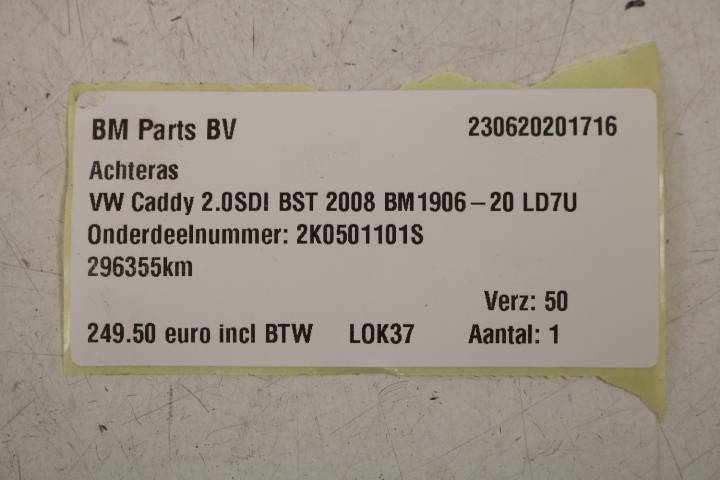 BM Parts BV 230620201716
Achteras
VW Caddy 2.0SDI BST 2008 BM1906-20 LD7U
Onderdeelnummer: 2K0501101S
296355km
Verz: 50
249.50 euro incl BTW LOK37 Aantal: 1